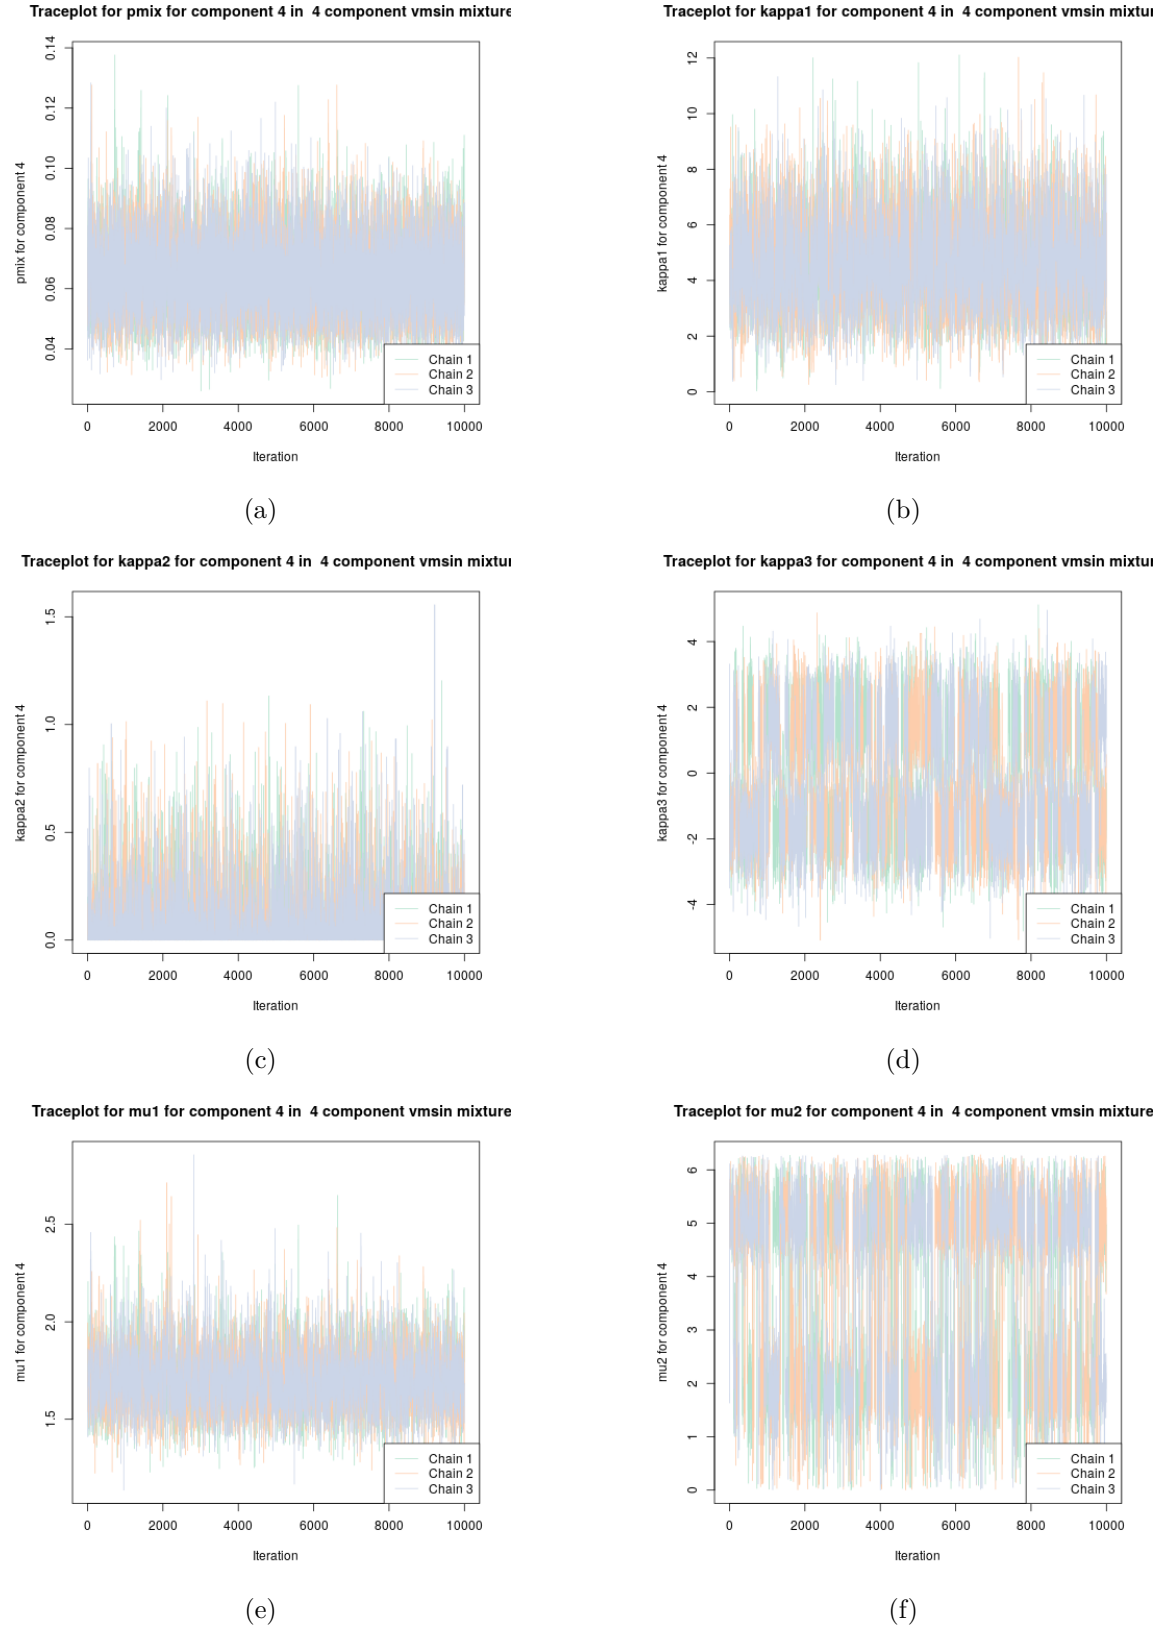 Traceplot for pmix for component 4 in 4 component vmsin mixture
0.14
0.12
0.10
0.08
0.06
0.04
pmix for component 4
Chain 1
Chain 2
Chain 3
0 2000 4000 6000 8000 10000
Iteration
(a)
Traceplot for kappa1 for component 4 in 4 component vmsin mixtur
12
10
8
6
4
2
0
kappa1 for component 4
Chain 1
Chain 2
Chain 3
0 2000 4000 6000 8000 10000
Iteration
(b)
Traceplot for kappa2 for component 4 in 4 component vmsin mixtur
1.5
1.0
0.5
0.0
kappa2 for component 4
Chain 1
Chain 2
Chain 3
0 2000 4000 6000 8000 10000
Iteration
(c)
Traceplot for kappa3 for component 4 in 4 component vmsin mixtur
4
2
0
-2
-4
kappa3 for component 4
Chain 1
Chain 2
Chain 3
0 2000 4000 6000 8000 10000
Iteration
(d)
Traceplot for mu1 for component 4 in 4 component vmsin mixture
2.5
2.0
1.5
mu1 for component 4
Chain 1
Chain 2
Chain 3
0 2000 4000 6000 8000 10000
Iteration
(e)
Traceplot for mu2 for component 4 in 4 component vmsin mixture
6
5
4
3
2
1
0
mu2 for component 4
Chain 1
Chain 2
Chain 3
0 2000 4000 6000 8000 10000
Iteration
(f)